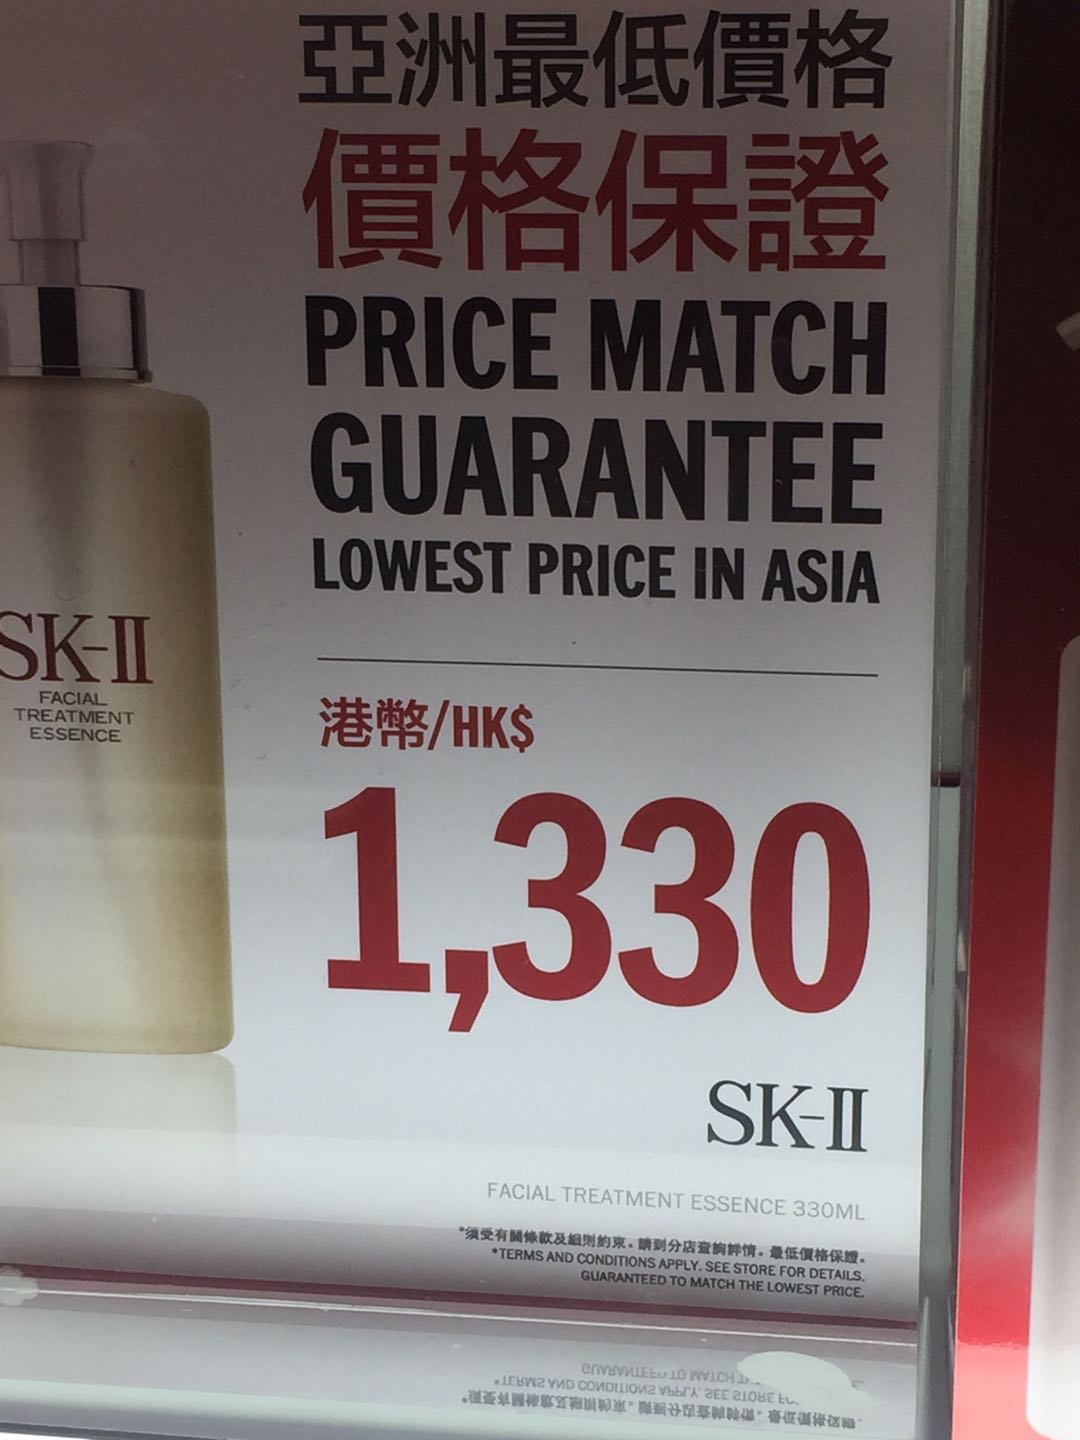 亞洲最低價格
價格保證
PRICE MATCH
GUARANTEE
LOWEST PRICE IN ASIA
港幣/HK$
1,330
SK-II
FACIAL
TREATMENT
ESSENCE
SK-II
FACIAL TREATMENT ESSENCE 330ML
*須受有關條款及細則約束。請到分店查詢詳情。最低價格保證。
*TERMS AND CONDITIONS APPLY. SEE STORE FOR DETAILS.
GUARANTEED TO MATCH THE LOWEST PRICE.